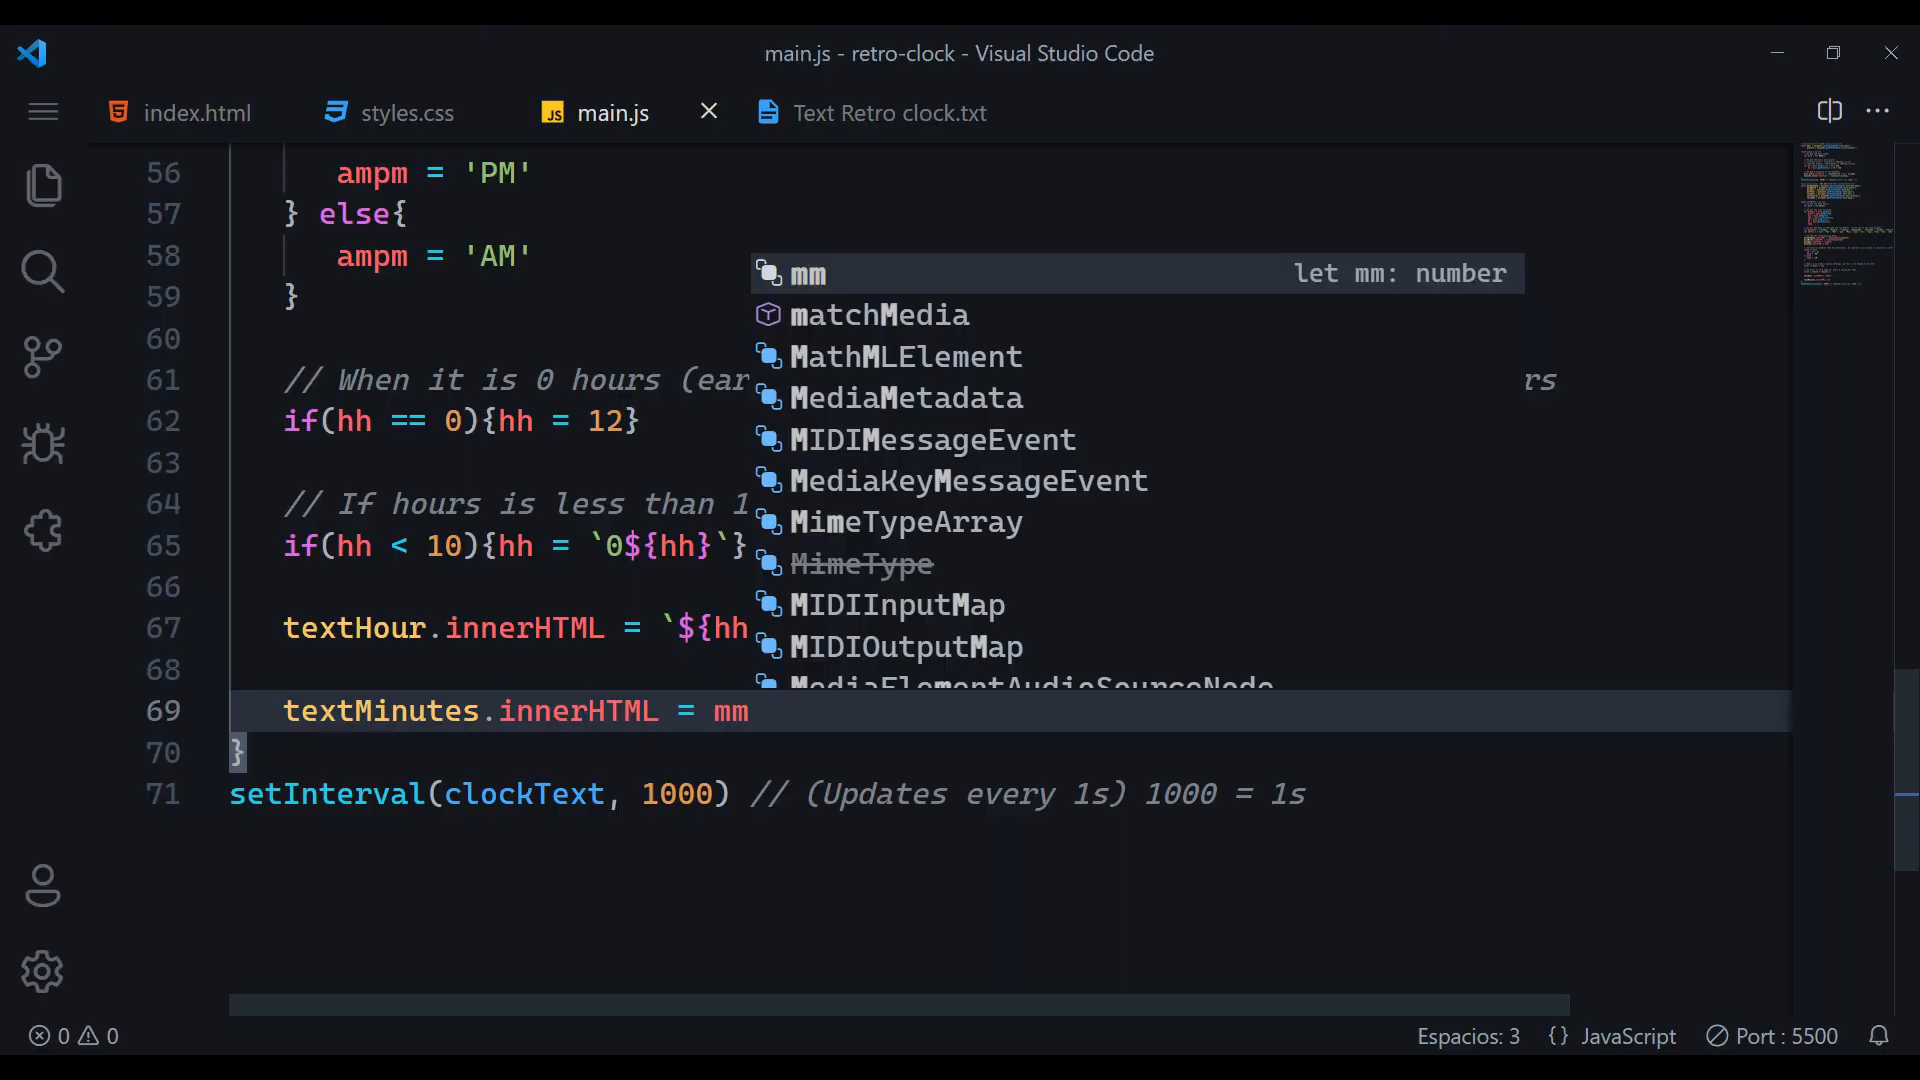 main.js - retro-clock - Visual Studio Code
index.html
styles.css
JS main.js
Text Retro clock.txt
56 ampm = 'PM'
57 } else{
58 ampm = 'AM'
59 }
60
61 // When it is 0 hours (ear rs
62 if(hh == 0){hh = 12}
63
64 // If hours is less than 1
65 if(hh < 10){hh = `0${hh}`}
66
67 textHour.innerHTML = `${hh
68
69 textMinutes.innerHTML = mm
70 }
71 setInterval(clockText, 1000) // (Updates every 1s) 1000 = 1s
mm let mm: number
matchMedia
MathMLElement
MediaMetadata
MIDIMessageEvent
MediaKeyMessageEvent
MimeTypeArray
MimeType
MIDIInputMap
MIDIOutputMap
MediaElementAudioSourceNode
0 0
Espacios: 3 {} JavaScript Port : 5500